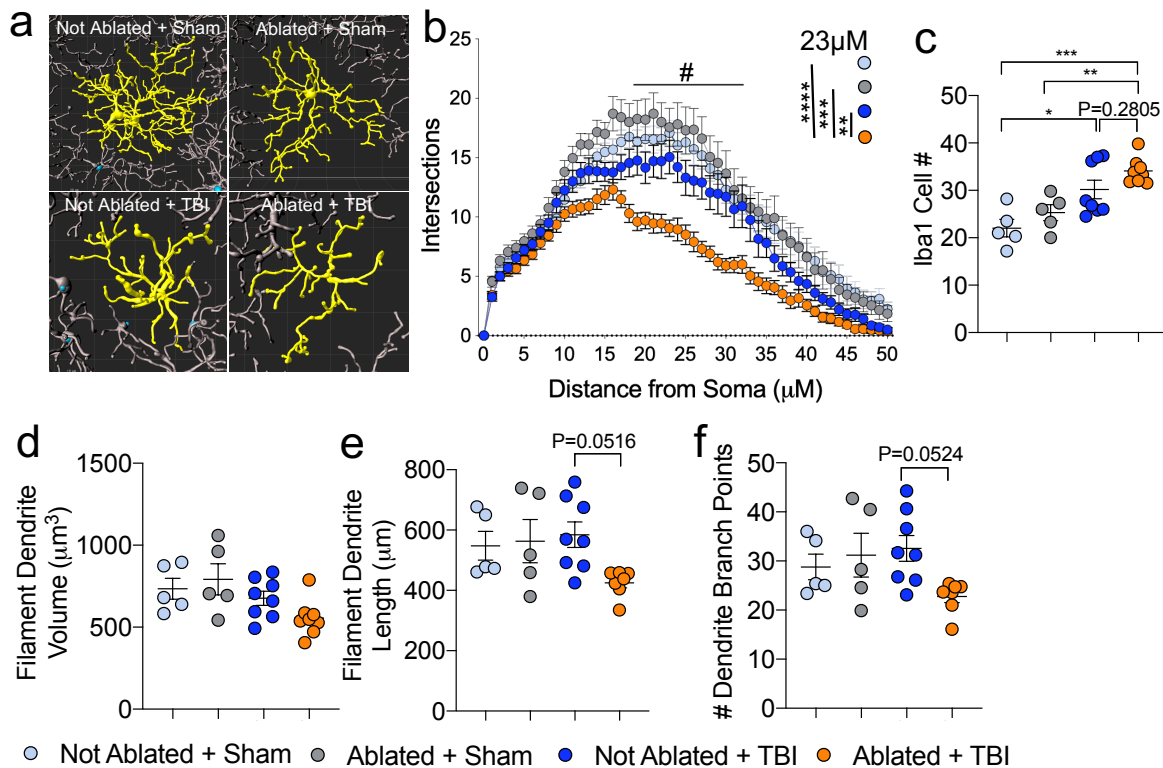 a
Not Ablated + Sham
Ablated + Sham
Not Ablated + TBI
Ablated + TBI
b
Intersections
25
20
15
10
5
0
#
23μM
****
***
**
0 5 10 15 20 25 30 35 40 45 50
Distance from Soma (μM)
c
Iba1 Cell #
60
50
40
30
20
10
0
***
**
*
P=0.2805
d
Filament Dendrite
Volume (μm³)
1500
1000
500
0
e
Filament Dendrite
Length (μm)
800
600
400
200
0
P=0.0516
f
# Dendrite Branch Points
50
40
30
20
10
0
P=0.0524
Not Ablated + Sham
Ablated + Sham
Not Ablated + TBI
Ablated + TBI